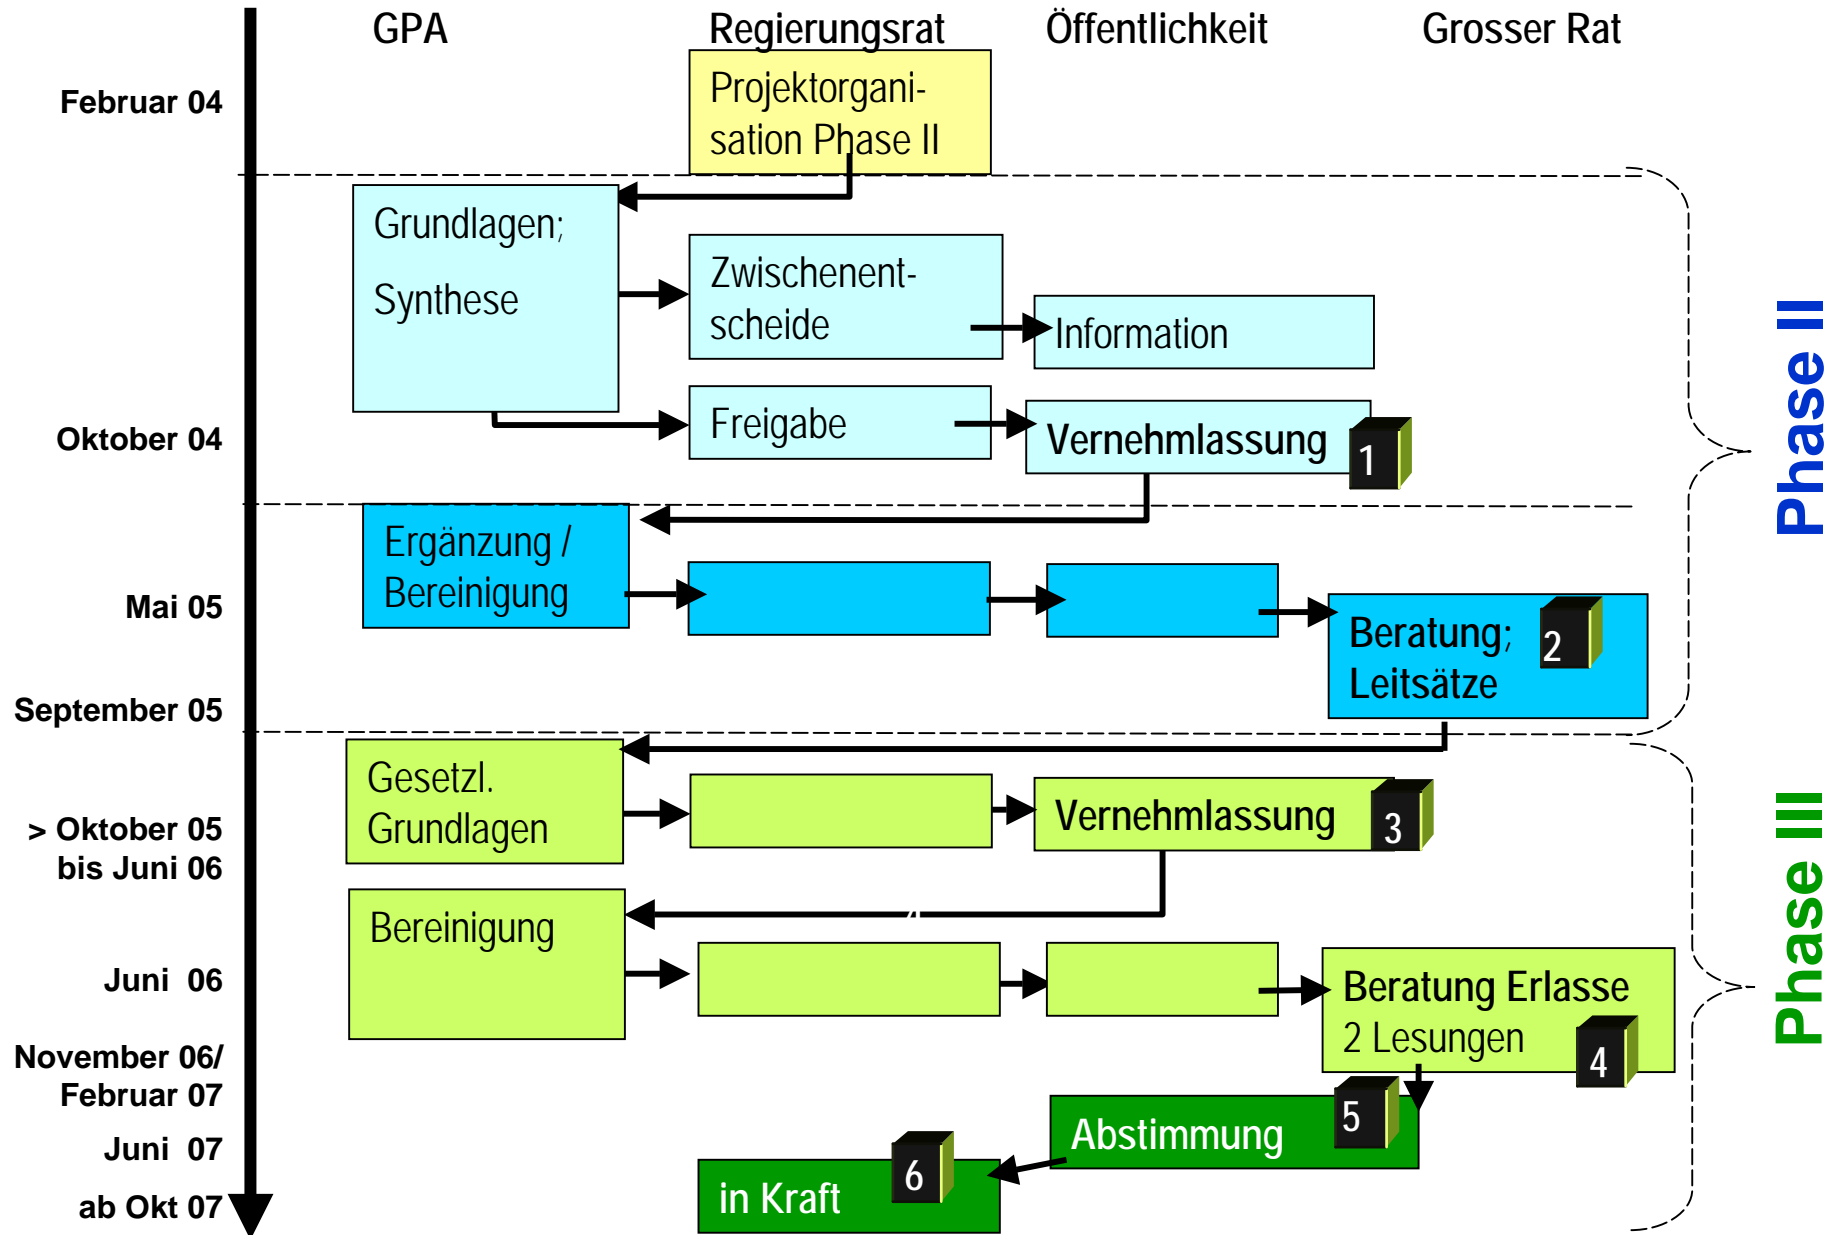 GPA
Regierungsrat
Öffentlichkeit
Grosser Rat
Februar 04
Projektorgani-
sation Phase II
Grundlagen;
Synthese
Zwischenent-
scheide
Information
Oktober 04
Freigabe
Vernehmlassung
1
Phase II
Ergänzung /
Bereinigung
Mai 05
Beratung;
Leitsätze
2
September 05
Gesetzl.
Grundlagen
> Oktober 05
bis Juni 06
Vernehmlassung
3
Bereinigung
4
Juni 06
Beratung Erlasse
2 Lesungen
4
Phase III
November 06/
Februar 07
Abstimmung
5
Juni 07
in Kraft
6
ab Okt 07